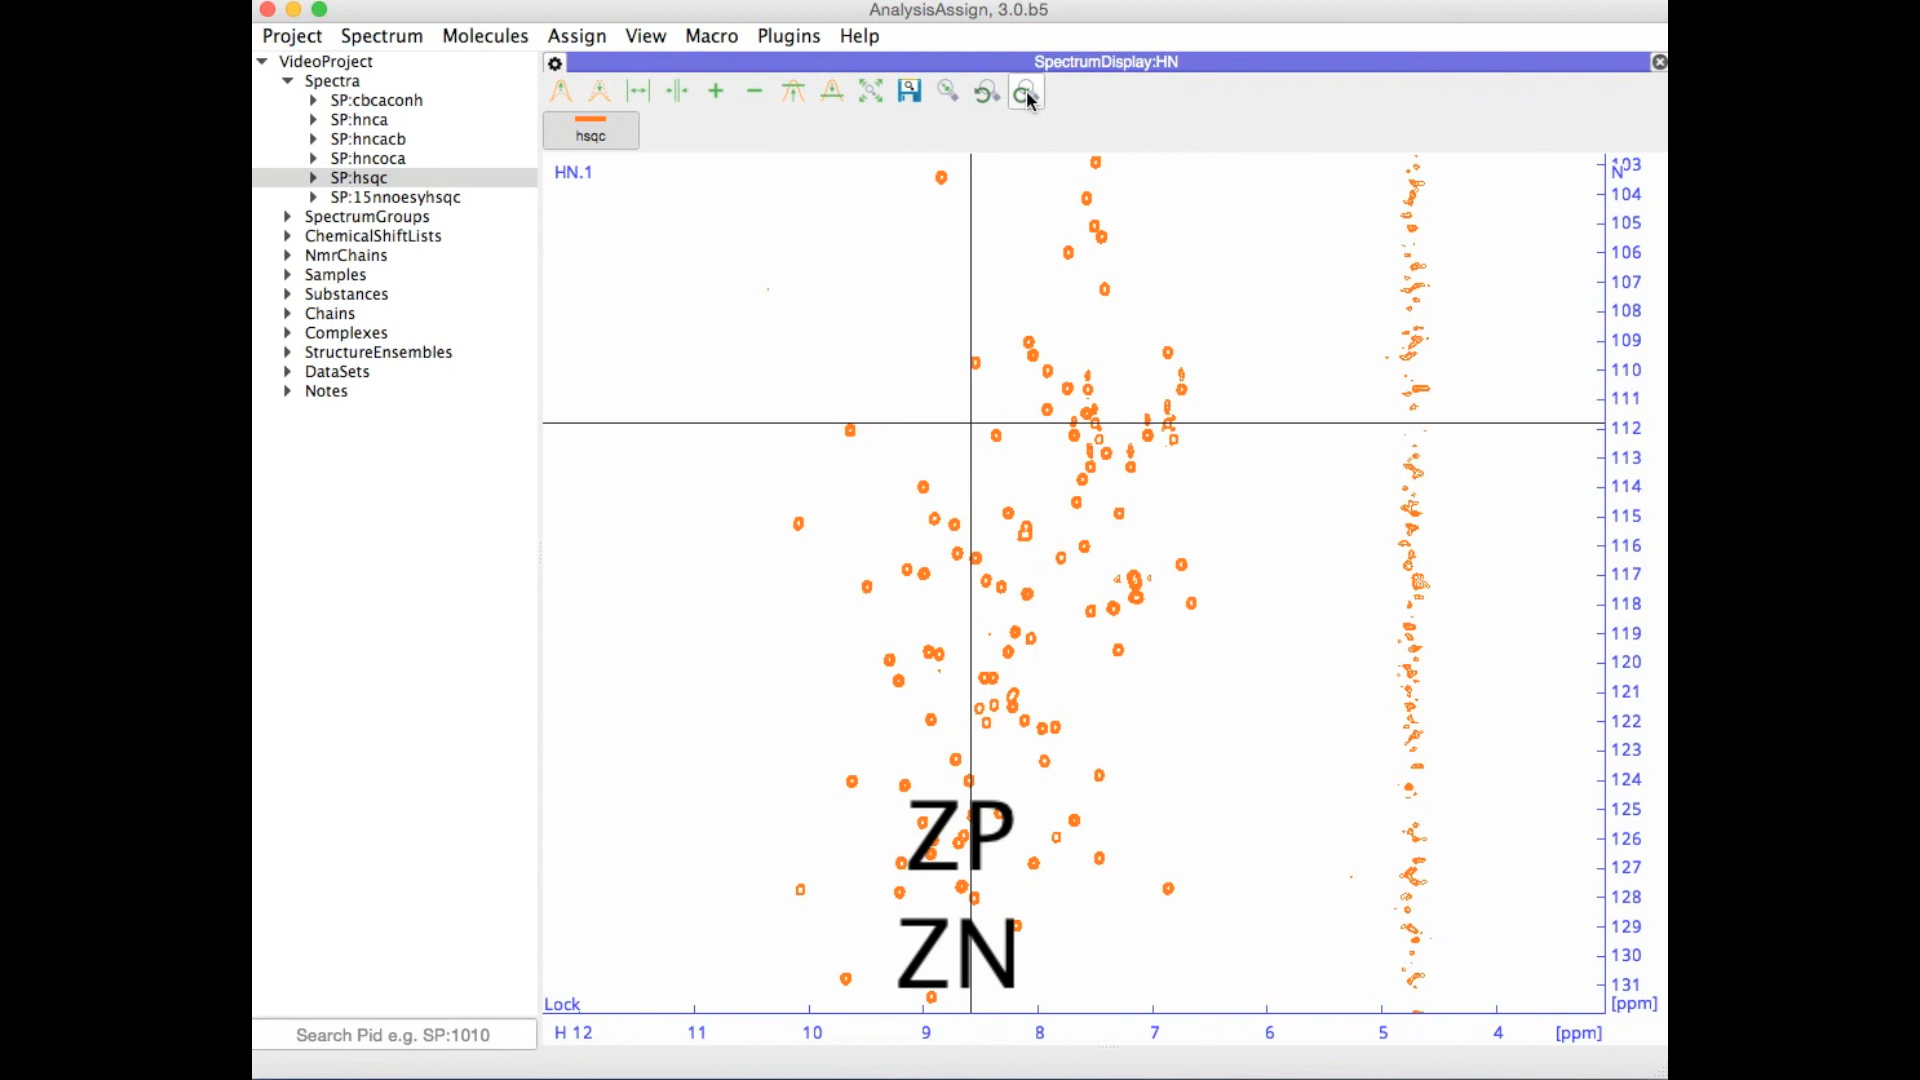 AnalysisAssign, 3.0.b5
Project Spectrum Molecules Assign View Macro Plugins Help
VideoProject
Spectra
SP:cbcaconh
SP:hnca
SP:hncacb
SP:hncoca
SP:hsqc
SP:15nnoesyhsqc
SpectrumGroups
ChemicalShiftLists
NmrChains
Samples
Substances
Chains
Complexes
StructureEnsembles
DataSets
Notes
Search Pid e.g. SP:1010
SpectrumDisplay:HN
hsqc
HN.1
N
103
104
105
106
107
108
109
110
111
112
113
114
115
116
117
118
119
120
121
122
123
124
125
126
127
128
129
130
131
[ppm]
ZP
ZN
Lock
H 12 11 10 9 8 7 6 5 4 [ppm]